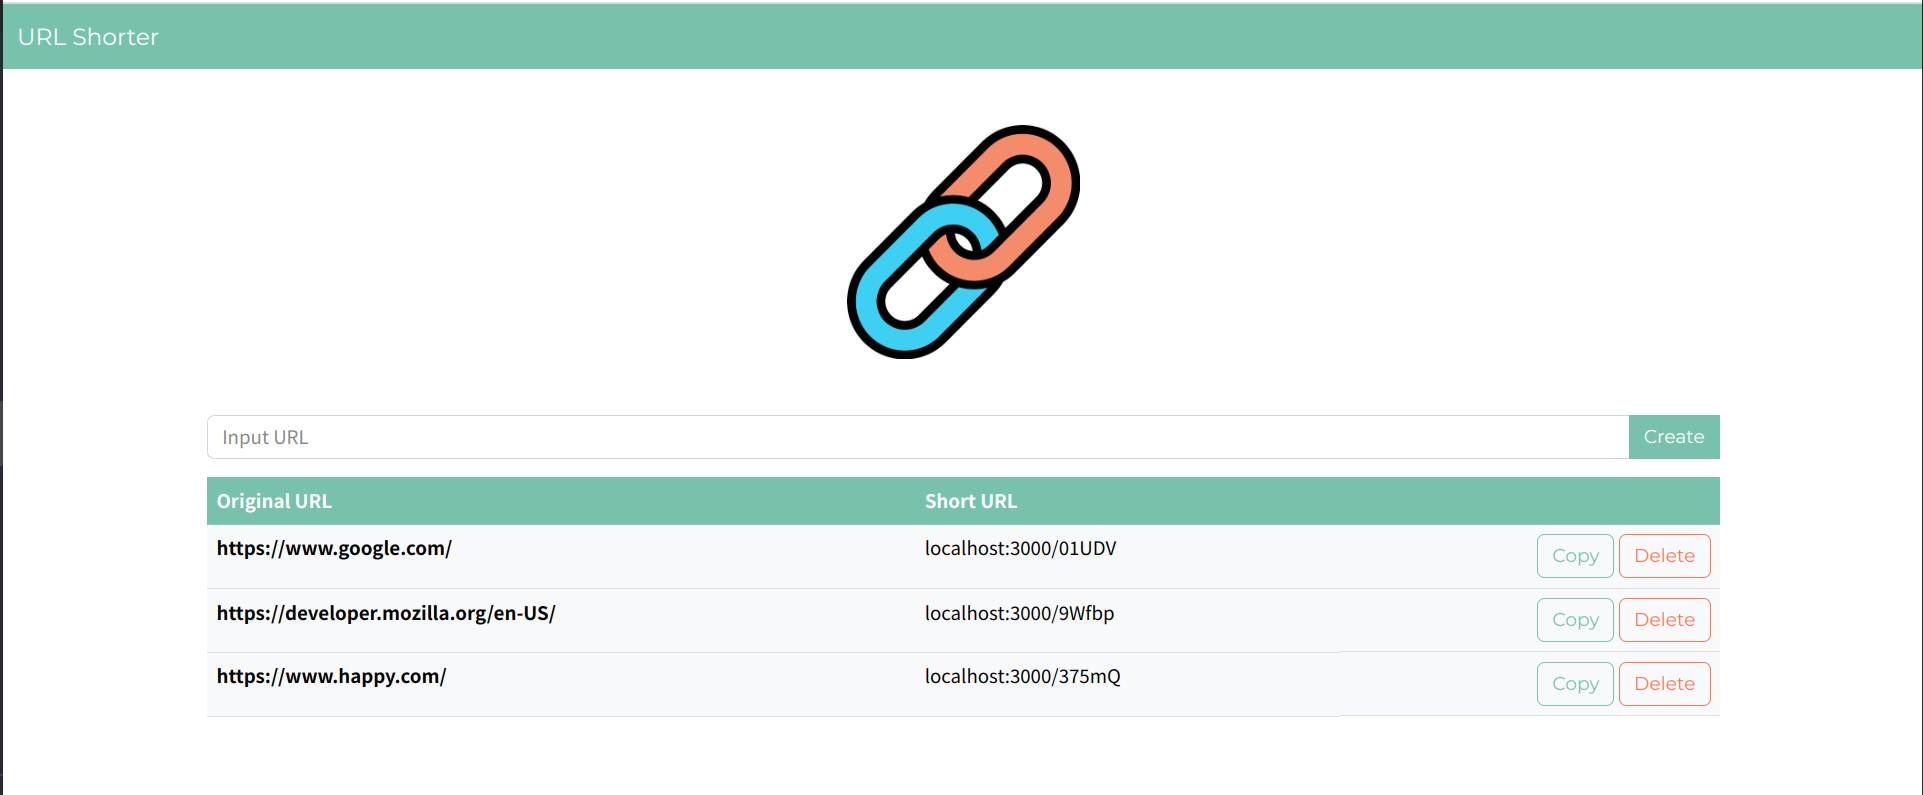 URL Shorter
Input URL
Create
Original URL Short URL
https://www.google.com/ localhost:3000/01UDV Copy Delete
https://developer.mozilla.org/en-US/ localhost:3000/9Wfbp Copy Delete
https://www.happy.com/ localhost:3000/375mQ Copy Delete